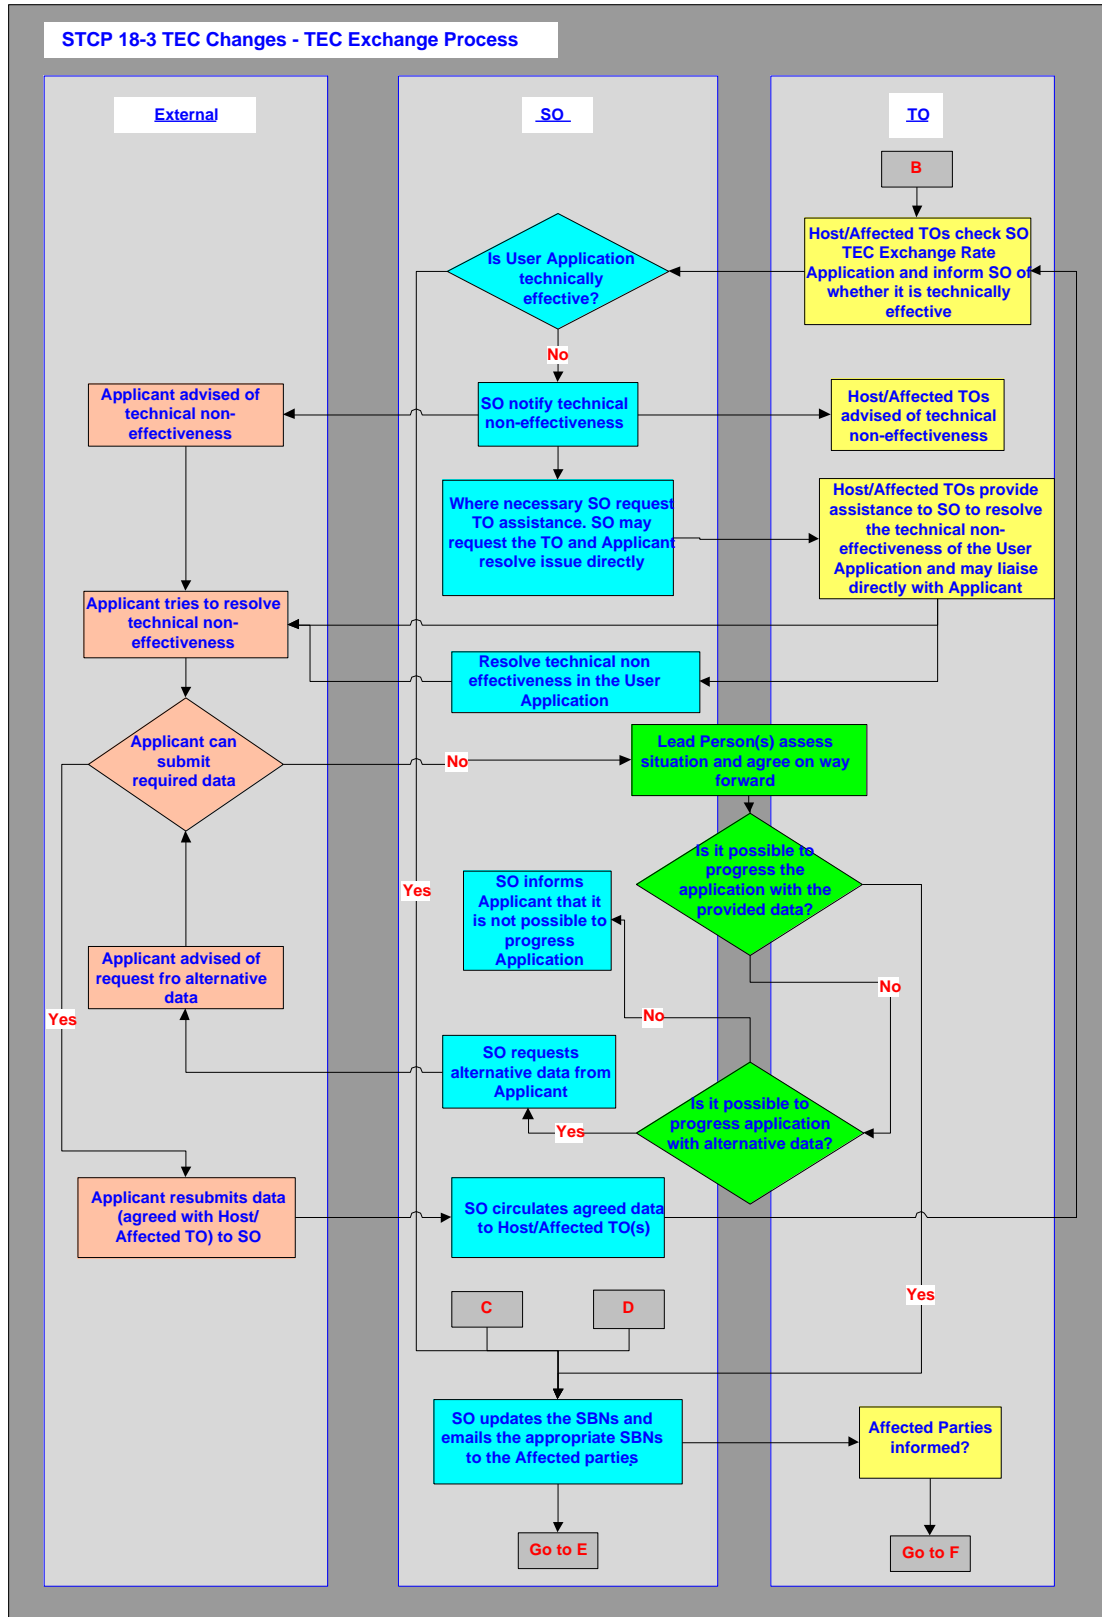 STCP 18-3 TEC Changes - TEC Exchange Process
External
SO
TO
B
Host/Affected TOs check SO
TEC Exchange Rate
Application and inform SO of
whether it is technically
effective
Is User Application
technically
effective?
No
Applicant advised of
technical non-
effectiveness
SO notify technical
non-effectiveness
Host/Affected TOs
advised of technical
non-effectiveness
Where necessary SO request
TO assistance. SO may
request the TO and Applicant
resolve issue directly
Host/Affected TOs provide
assistance to SO to resolve
the technical non-
effectiveness of the User
Application and may liaise
directly with Applicant
Applicant tries to resolve
technical non-
effectiveness
Resolve technical non
effectiveness in the User
Application
Applicant can
submit
required data
No
Lead Person(s) assess
situation and agree on way
forward
Is it possible to
progress the
application with the
provided data?
Yes
SO informs
Applicant that it
is not possible to
progress
Application
Applicant advised of
request fro alternative
data
No
Yes
No
SO requests
alternative data from
Applicant
Is it possible to
progress application
with alternative data?
Yes
Applicant resubmits data
(agreed with Host/
Affected TO) to SO
SO circulates agreed data
to Host/Affected TO(s)
Yes
C
D
SO updates the SBNs and
emails the appropriate SBNs
to the Affected parties
Affected Parties
informed?
Go to E
Go to F